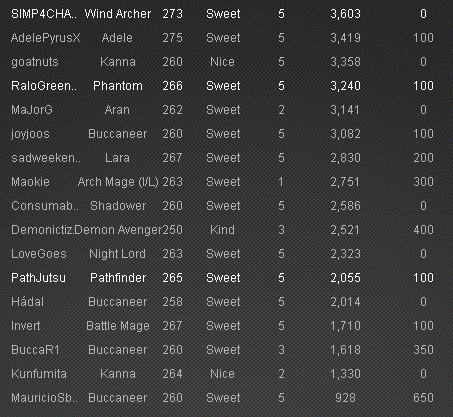 SIMP4CHA.. Wind Archer 273 Sweet 5 3,603 0
AdelePyrusX Adele 275 Sweet 5 3,419 100
goatnuts Kanna 260 Nice 5 3,358 0
RaloGreen.. Phantom 266 Sweet 5 3,240 100
MaJorG Aran 262 Sweet 2 3,141 0
joyjoos Buccaneer 260 Sweet 5 3,082 100
sadweeken.. Lara 267 Sweet 5 2,830 200
Maokie Arch Mage (I/L) 263 Sweet 1 2,751 300
Consumab.. Shadower 260 Sweet 5 2,586 0
Demonictiz. Demon Avenger 250 Kind 3 2,521 400
LoveGoes Night Lord 263 Sweet 5 2,323 0
PathJutsu Pathfinder 265 Sweet 5 2,055 100
Hádal Buccaneer 258 Sweet 5 2,014 0
Invert Battle Mage 267 Sweet 5 1,710 100
BuccaR1 Buccaneer 260 Sweet 3 1,618 350
Kunfumita Kanna 264 Nice 2 1,330 0
MauricioSb.. Buccaneer 260 Sweet 5 928 650